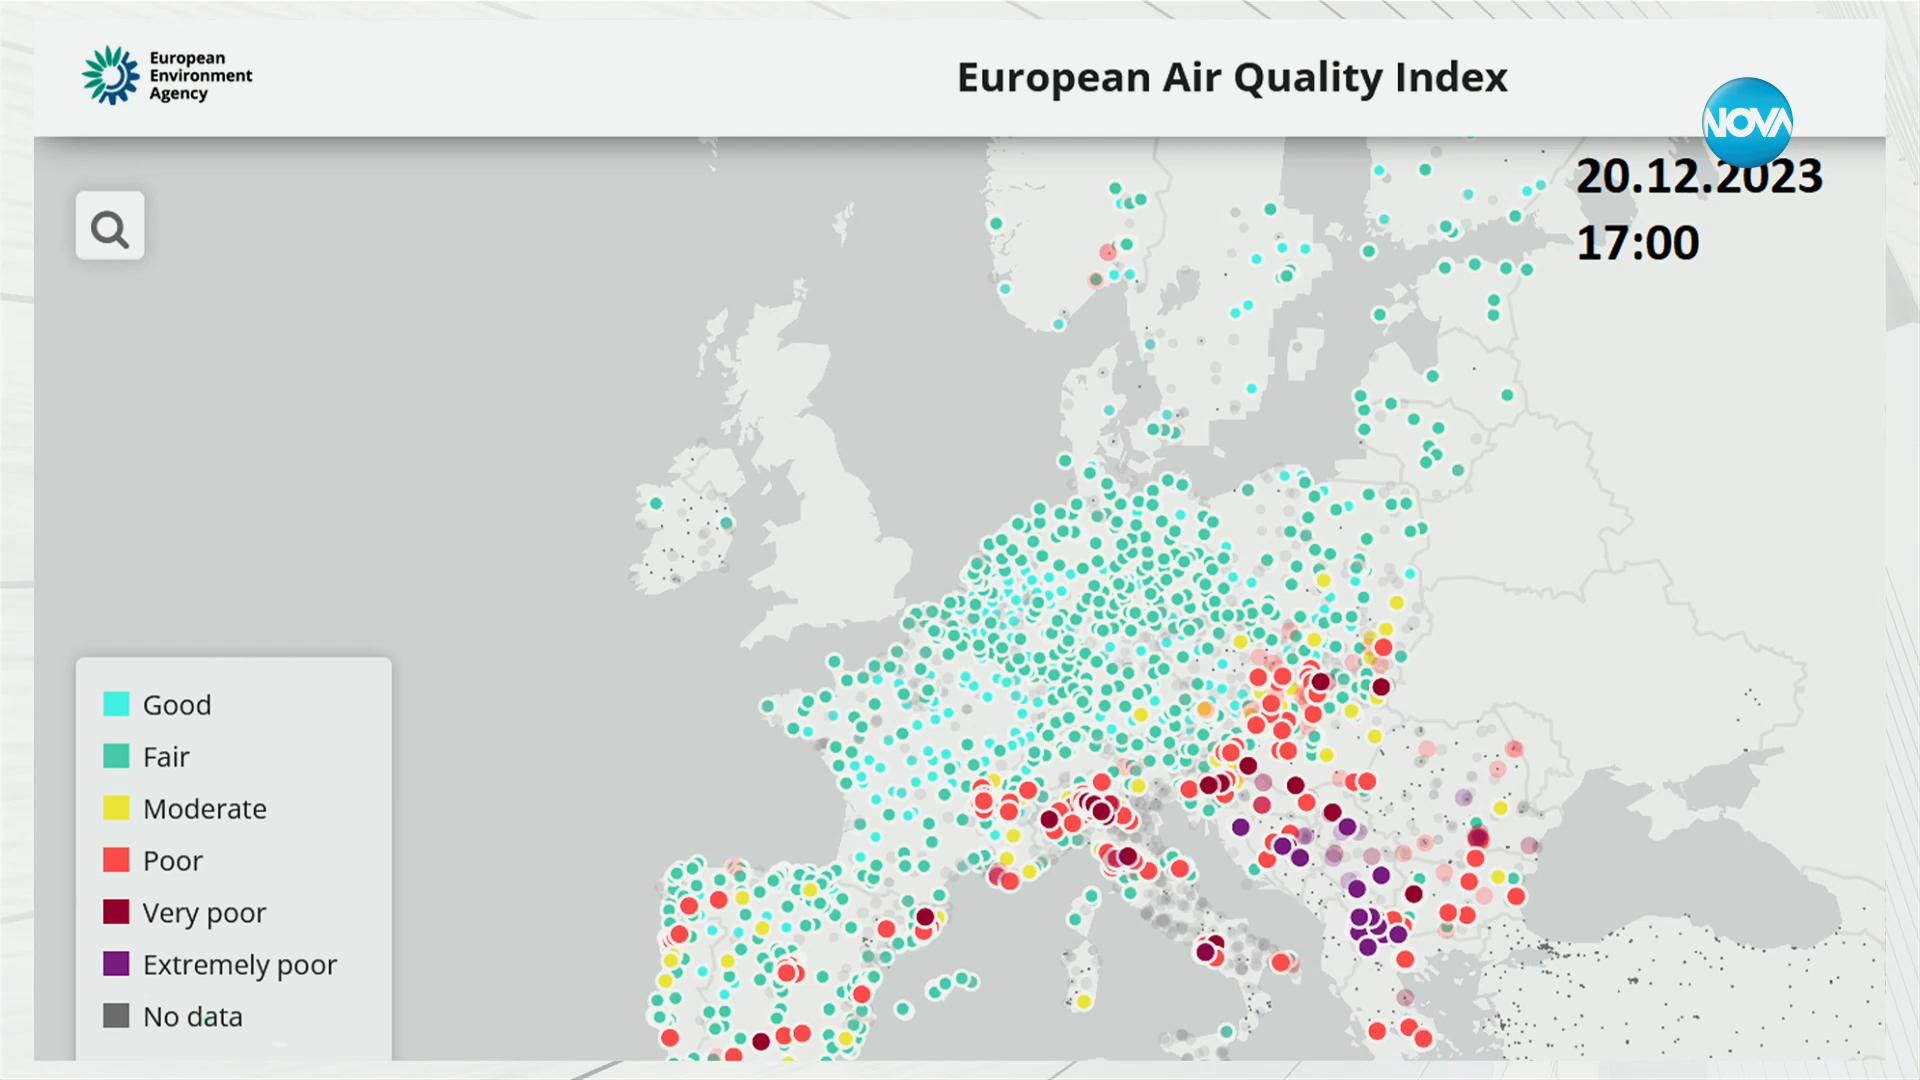 European
Environment
Agency
European Air Quality Index
NOVA
20.12.2023
17:00
Good
Fair
Moderate
Poor
Very poor
Extremely poor
No data